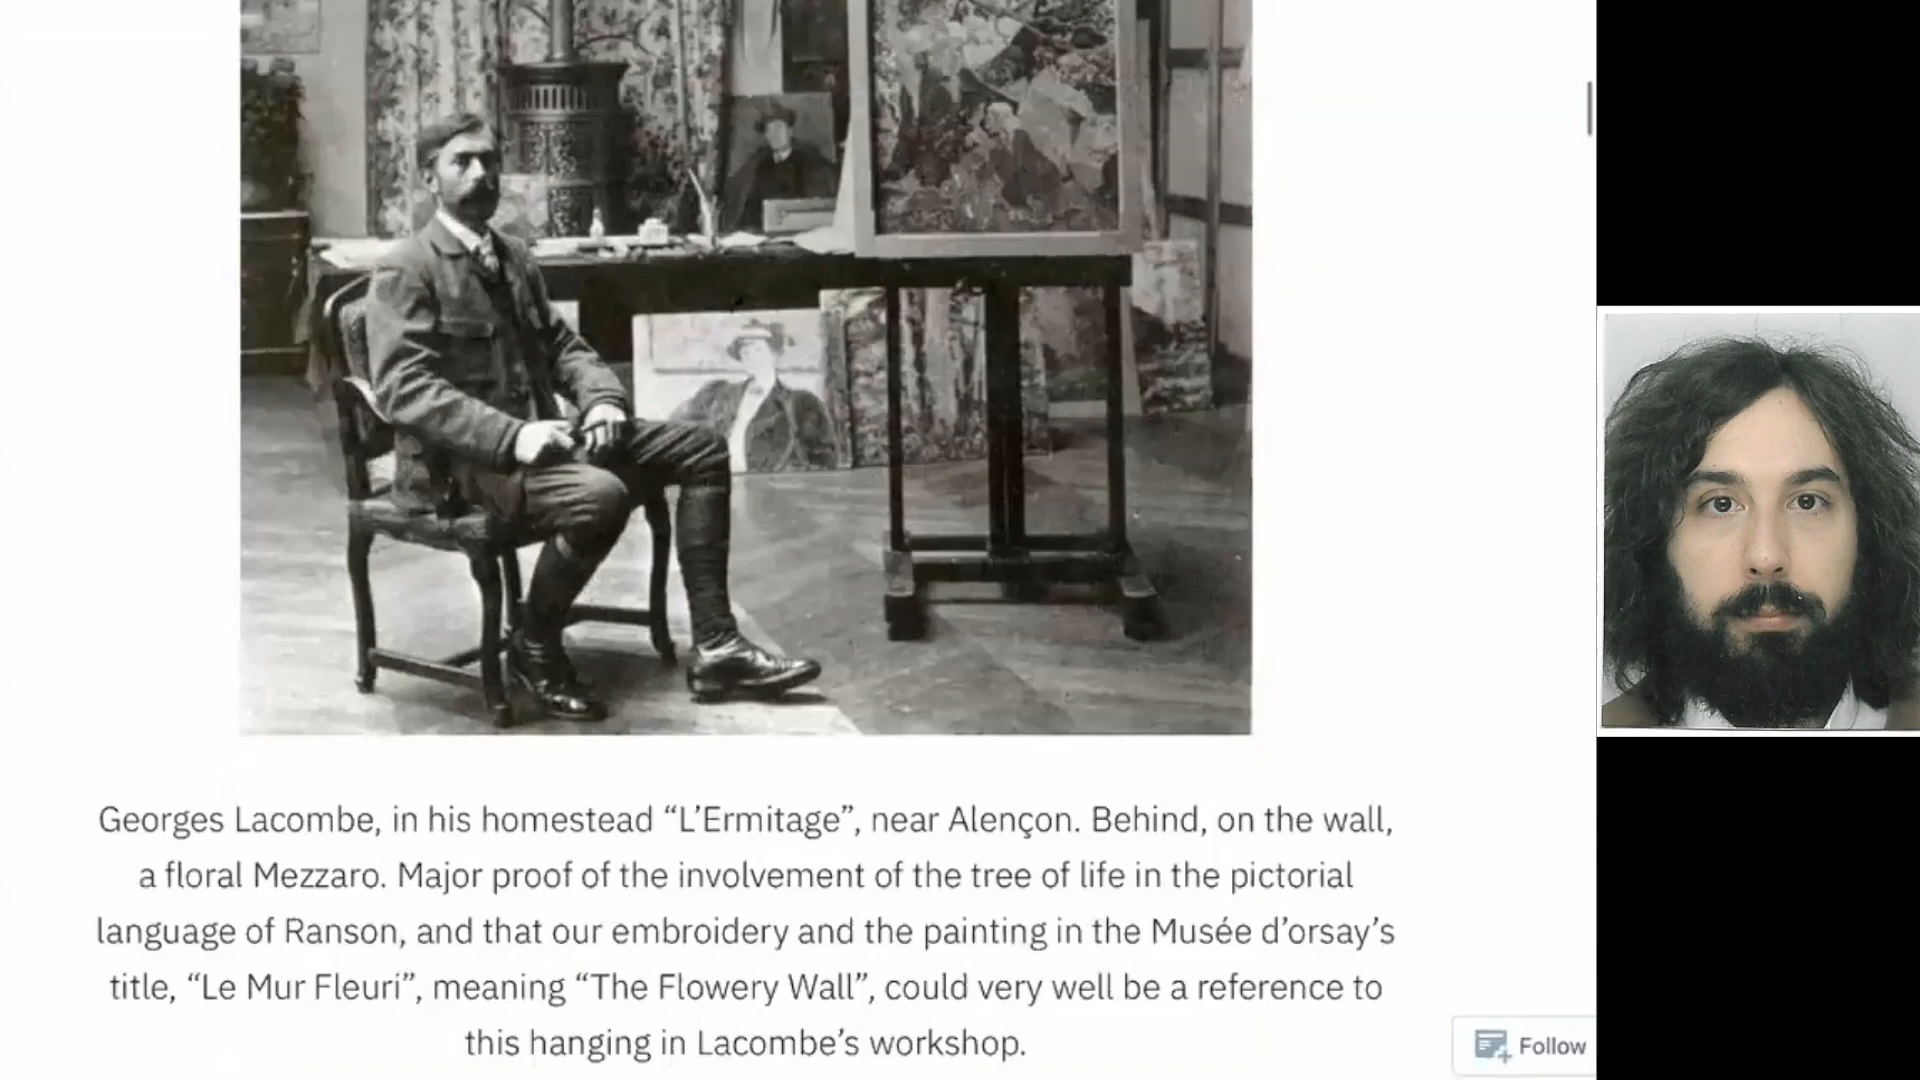 Georges Lacombe, in his homestead “L’Ermitage”, near Alençon. Behind, on the wall,
a floral Mezzaro. Major proof of the involvement of the tree of life in the pictorial
language of Ranson, and that our embroidery and the painting in the Musée d’orsay’s
title, “Le Mur Fleuri”, meaning “The Flowery Wall”, could very well be a reference to
this hanging in Lacombe’s workshop.
Follow